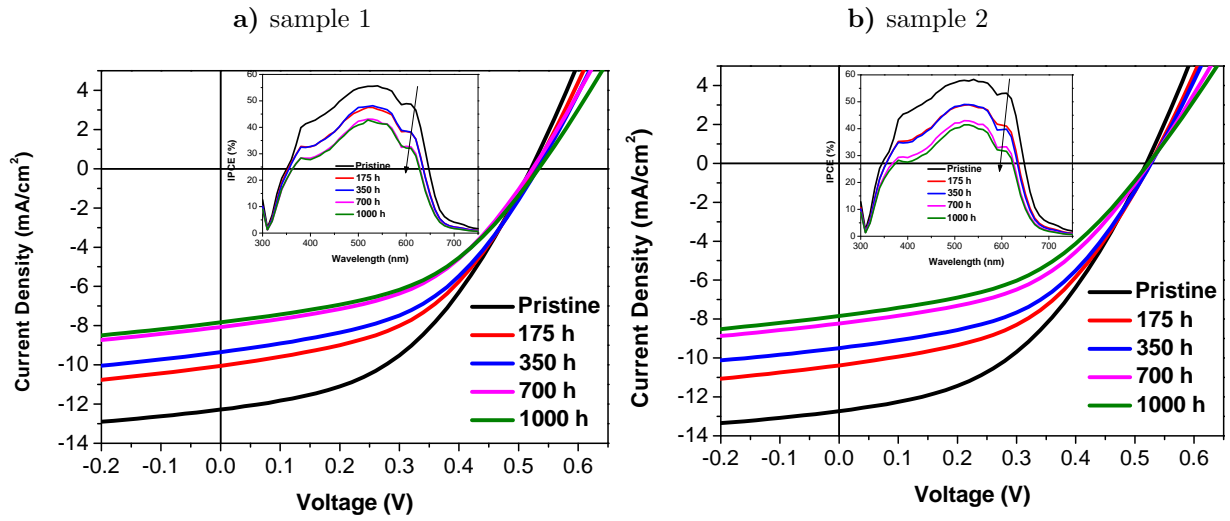 a) sample 1
b) sample 2
Current Density (mA/cm²)
4
2
0
-2
-4
-6
-8
-10
-12
-14
-0.2
-0.1
0.0
0.1
0.2
0.3
0.4
0.5
0.6
Voltage (V)
Pristine
175 h
350 h
700 h
1000 h
IPCE (%)
60
50
40
30
20
10
0
300
400
500
600
700
Wavelength (nm)
Pristine
175 h
350 h
700 h
1000 h
Current Density (mA/cm²)
4
2
0
-2
-4
-6
-8
-10
-12
-14
-0.2
-0.1
0.0
0.1
0.2
0.3
0.4
0.5
0.6
Voltage (V)
Pristine
175 h
350 h
700 h
1000 h
IPCE (%)
60
50
40
30
20
10
0
300
400
500
600
700
Wavelength (nm)
Pristine
175 h
350 h
700 h
1000 h